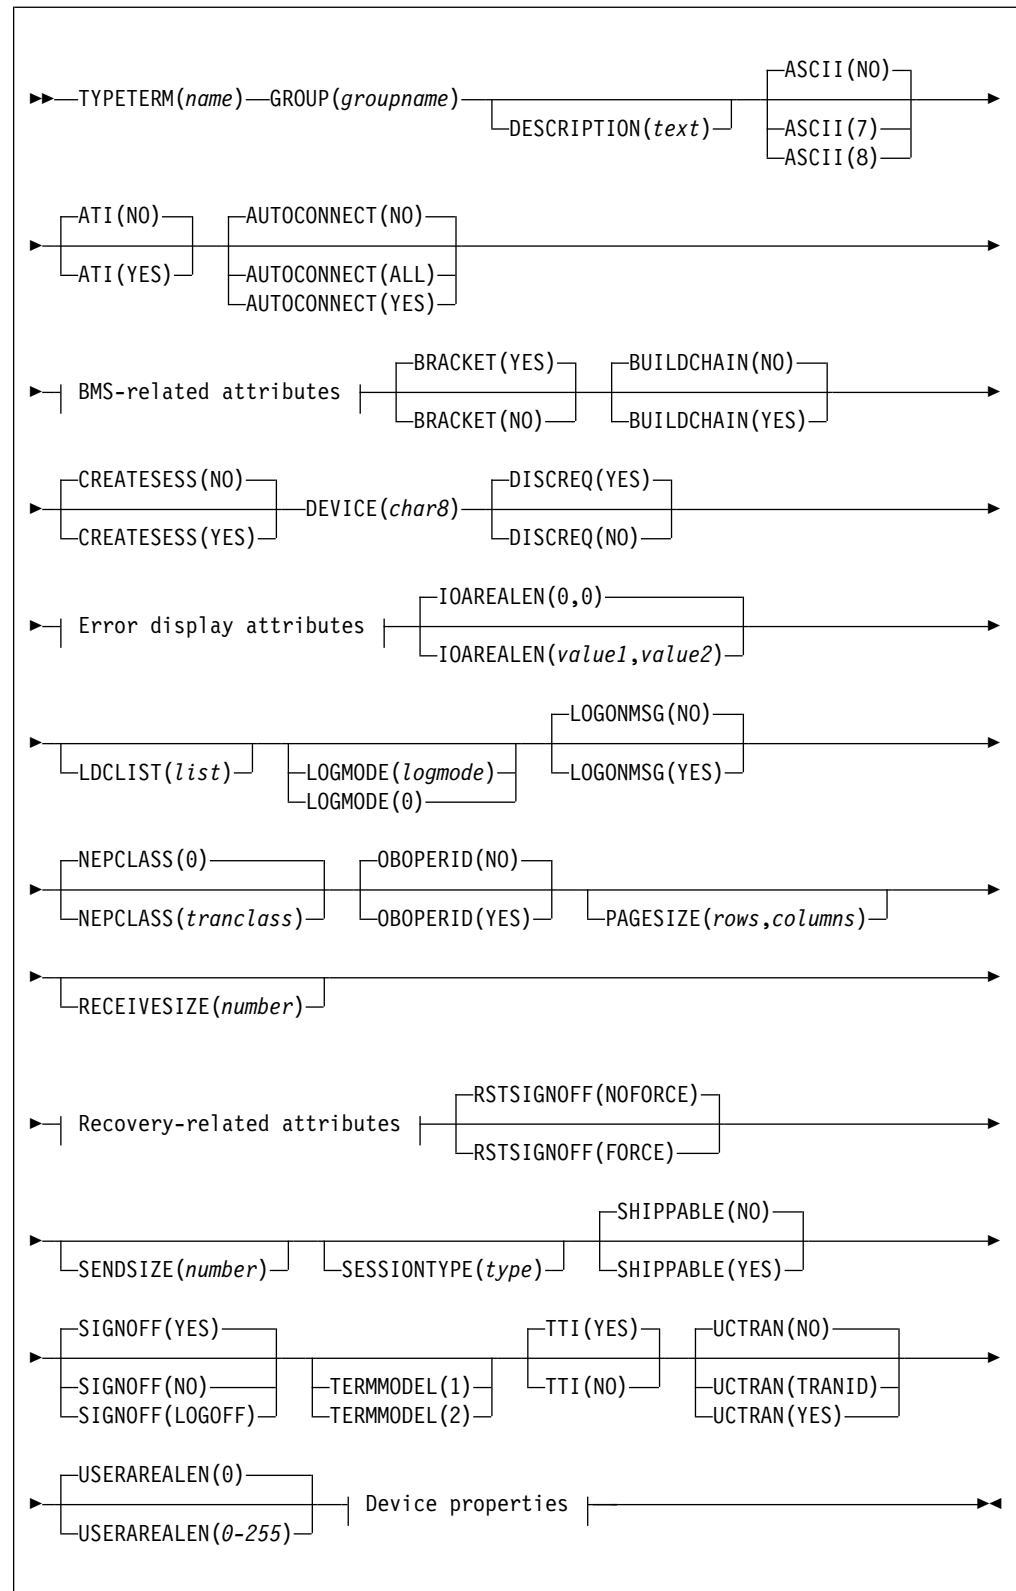 ASCII(NO)
TYPETERM(name) GROUP(groupname)
DESCRIPTION(text) ASCII(7)
ASCII(8)
ATI(NO) AUTOCONNECT(NO)
ATI(YES) AUTOCONNECT(ALL)
AUTOCONNECT(YES)
BRACKET(YES) BUILDCHAIN(NO)
BMS-related attributes
BRACKET(NO) BUILDCHAIN(YES)
CREATESESS(NO) DISCREQ(YES)
DEVICE(char8)
CREATESESS(YES) DISCREQ(NO)
IOAREALEN(0,0)
Error display attributes
IOAREALEN(value1,value2)
LOGONMSG(NO)
LDCLIST(list) LOGMODE(logmode) LOGONMSG(YES)
LOGMODE(0)
NEPCLASS(0) OBOPERID(NO)
NEPCLASS(tranclass) OBOPERID(YES) PAGESIZE(rows,columns)
RECEIVESIZE(number)
RSTSIGNOFF(NOFORCE)
Recovery-related attributes
RSTSIGNOFF(FORCE)
SHIPPABLE(NO)
SENDSIZE(number) SESSIONTYPE(type) SHIPPABLE(YES)
SIGNOFF(YES) TTI(YES) UCTRAN(NO)
SIGNOFF(NO) TERMMODEL(1) TTI(NO) UCTRAN(TRANID)
SIGNOFF(LOGOFF) TERMMODEL(2) UCTRAN(YES)
USERAREALEN(0)
Device properties
USERAREALEN(0-255)